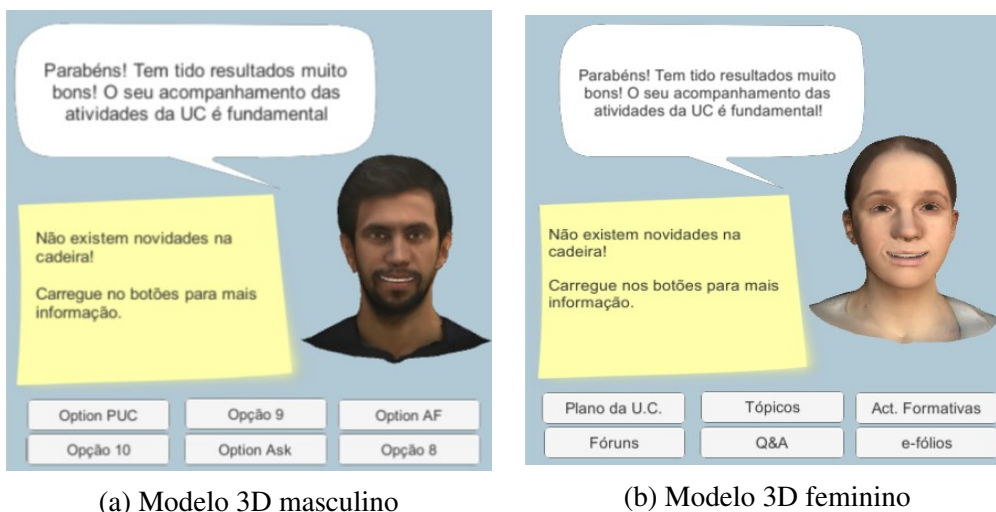 Parabéns! Tem tido resultados muito
bons! O seu acompanhamento das
atividades da UC é fundamental
Não existem novidades na
cadeira!
Carregue no botões para mais
informação.
Option PUC
Opção 9
Option AF
Opção 10
Option Ask
Opção 8
(a) Modelo 3D masculino
Parabéns! Tem tido resultados muito
bons! O seu acompanhamento das
atividades da UC é fundamental!
Não existem novidades na
cadeira!
Carregue nos botões para mais
informação.
Plano da U.C.
Tópicos
Act. Formativas
Fóruns
Q&A
e-fólios
(b) Modelo 3D feminino